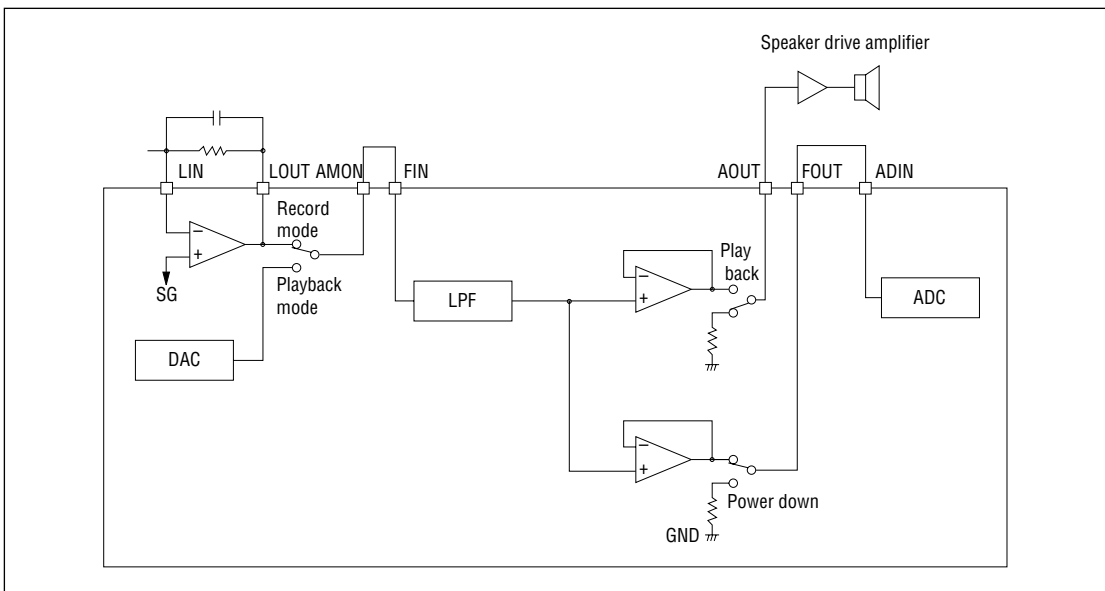 Speaker drive amplifier
LIN
LOUT
AMON
FIN
AOUT
FOUT
ADIN
Record
mode
−
+
SG
Playback
mode
DAC
LPF
−
+
Play
back
ADC
−
+
Power down
GND